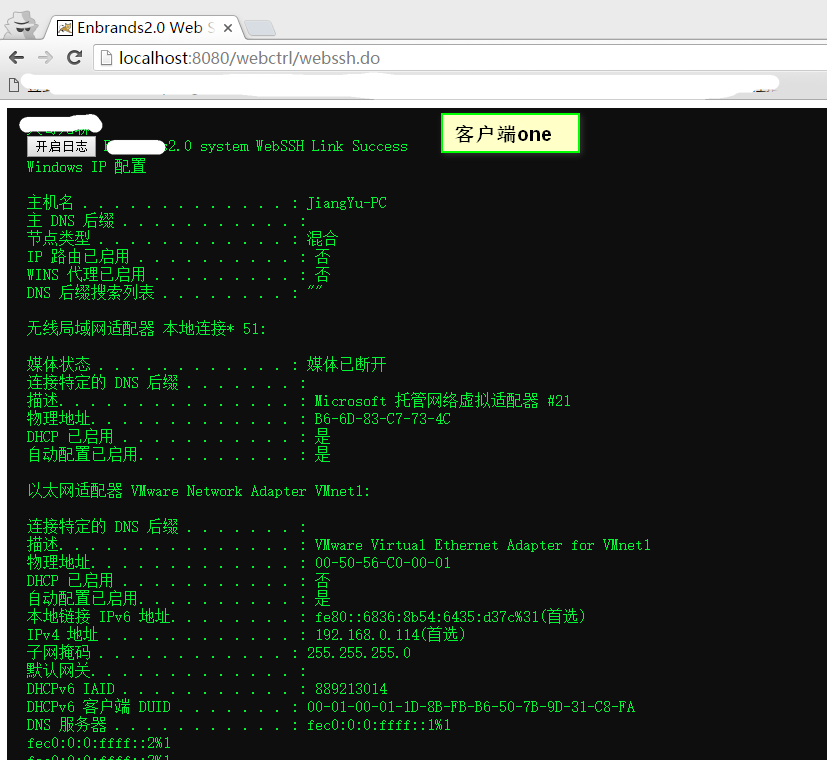 Enbrands2.0 Web S
localhost:8080/webctrl/webssh.do
客户端one
开启日志 2.0 system WebSSH Link Success
Windows IP 配置
主机名 . . . . . . . . . . . . . : JiangYu-PC
主 DNS 后缀 . . . . . . . . . . . :
节点类型 . . . . . . . . . . . . : 混合
IP 路由已启用 . . . . . . . . . . : 否
WINS 代理已启用 . . . . . . . . . : 否
DNS 后缀搜索列表 . . . . . . . . : ""
无线局域网适配器 本地连接* 51:
媒体状态 . . . . . . . . . . . . : 媒体已断开
连接特定的 DNS 后缀 . . . . . . . :
描述. . . . . . . . . . . . . . . : Microsoft 托管网络虚拟适配器 #21
物理地址. . . . . . . . . . . . . : B6-6D-83-C7-73-4C
DHCP 已启用 . . . . . . . . . . . : 是
自动配置已启用. . . . . . . . . . : 是
以太网适配器 VMware Network Adapter VMnet1:
连接特定的 DNS 后缀 . . . . . . . :
描述. . . . . . . . . . . . . . . : VMware Virtual Ethernet Adapter for VMnet1
物理地址. . . . . . . . . . . . . : 00-50-56-C0-00-01
DHCP 已启用 . . . . . . . . . . . : 否
自动配置已启用. . . . . . . . . . : 是
本地链接 IPv6 地址. . . . . . . . : fe80::6836:8b54:6435:d37c%31(首选)
IPv4 地址 . . . . . . . . . . . . : 192.168.0.114(首选)
子网掩码 . . . . . . . . . . . . : 255.255.255.0
默认网关. . . . . . . . . . . . . :
DHCPv6 IAID . . . . . . . . . . . : 889213014
DHCPv6 客户端 DUID . . . . . . . : 00-01-00-01-1D-8B-FB-B6-50-7B-9D-31-C8-FA
DNS 服务器 . . . . . . . . . . . : fec0:0:0:ffff::1%1
fec0:0:0:ffff::2%1